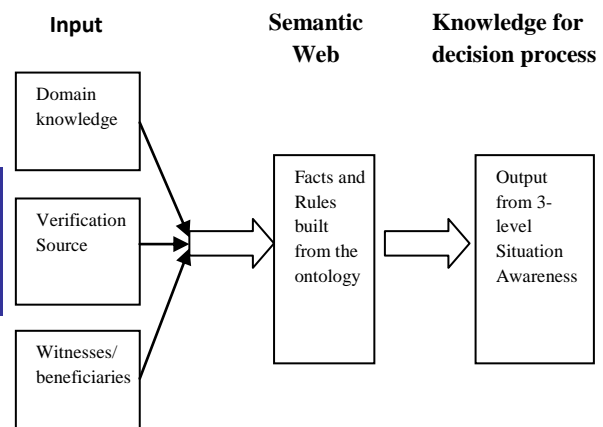 Input
Semantic
Web
Knowledge for
decision process
Domain
knowledge
Verification
Source
Witnesses/
beneficiaries
Facts and
Rules
built
from the
ontology
Output
from 3-
level
Situation
Awareness